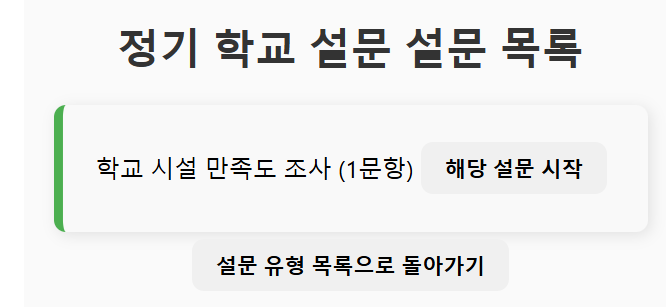 정기 학교 설문 설문 목록
학교 시설 만족도 조사 (1문항) 해당 설문 시작
설문 유형 목록으로 돌아가기